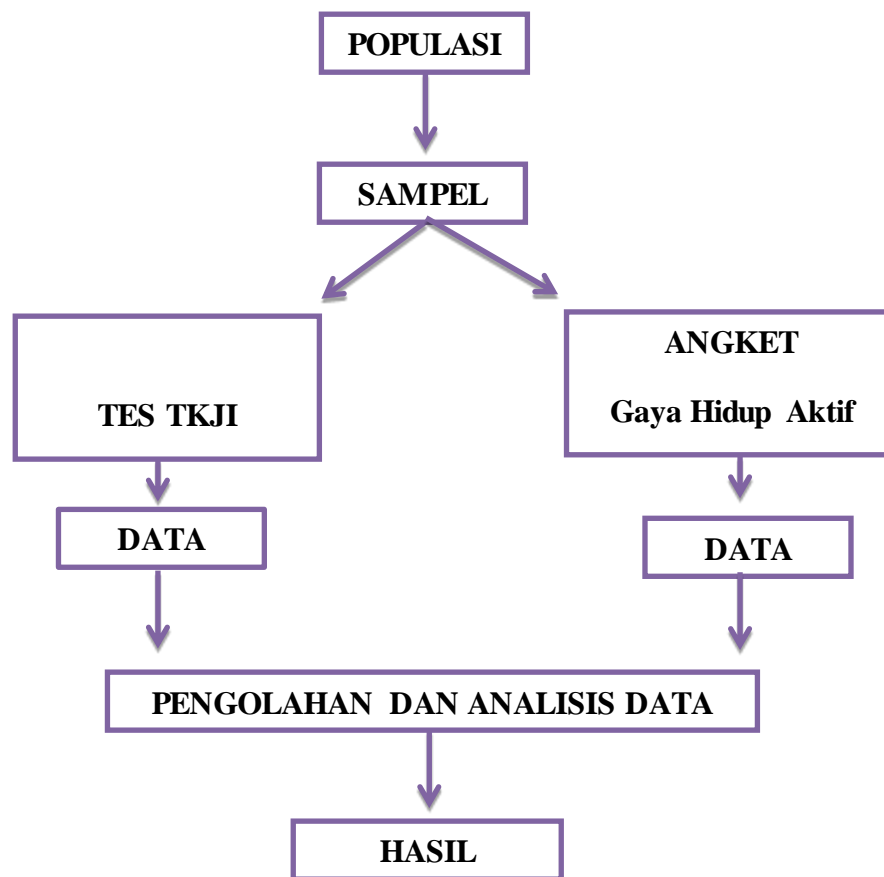 POPULASI
SAMPEL
TES TKJI
ANGKET
Gaya Hidup Aktif
DATA
DATA
PENGOLAHAN DAN ANALISIS DATA
HASIL